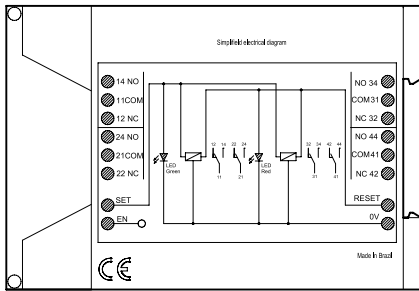 Simplifield electrical diagram
14 NO
11COM
12 NC
24 NO
21COM
22 NC
SET
EN
LED
Green
12 14
11
22 24
21
LED
Red
32 34
31
42 44
41
NO 34
COM31
NC 32
NO 44
COM41
NC 42
RESET
0V
Made In Brazil
CE